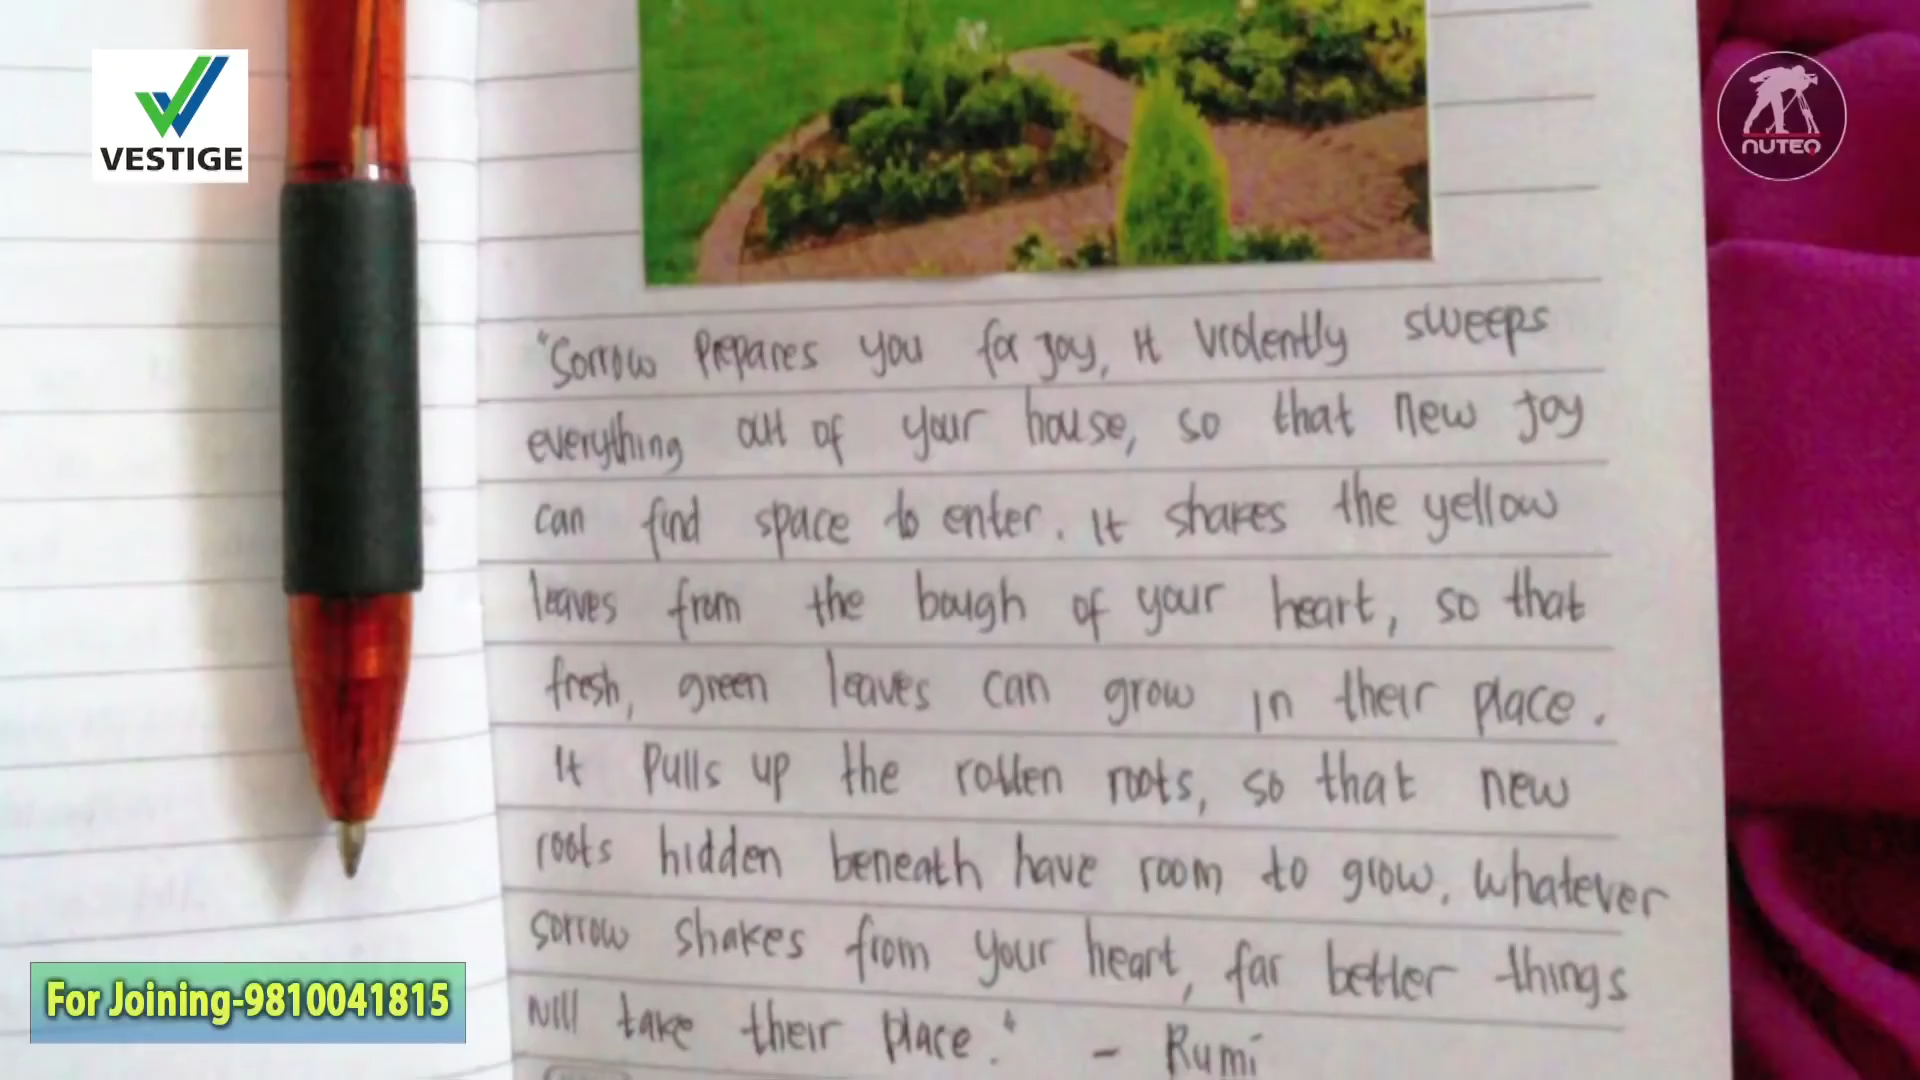 VESTIGE
NUTEQ
"Sorrow prepares you for joy, it violently sweeps
everything out of your house, so that new joy
can find space to enter. It shakes the yellow
leaves from the bough of your heart, so that
fresh, green leaves can grow in their place.
It pulls up the rotten roots, so that new
roots hidden beneath have room to grow. Whatever
sorrow shakes from your heart, far better things
will take their place." - Rumi
For Joining-9810041815